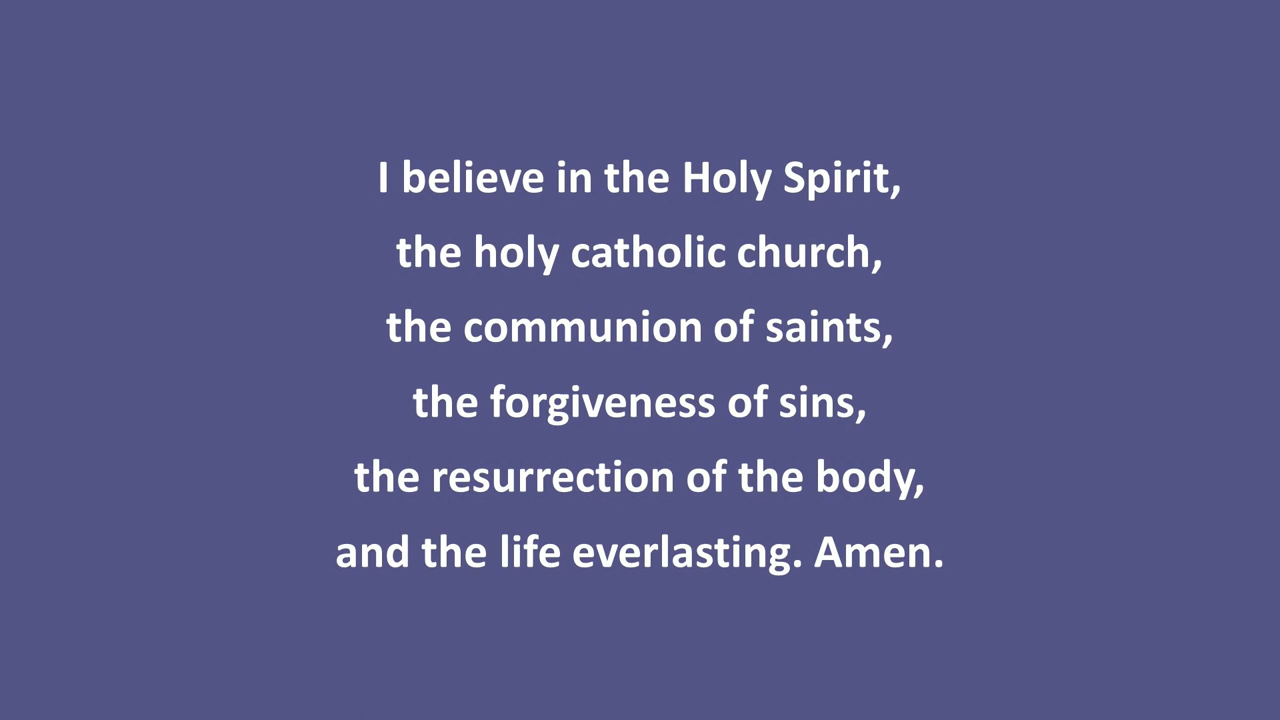 I believe in the Holy Spirit,
the holy catholic church,
the communion of saints,
the forgiveness of sins,
the resurrection of the body,
and the life everlasting. Amen.